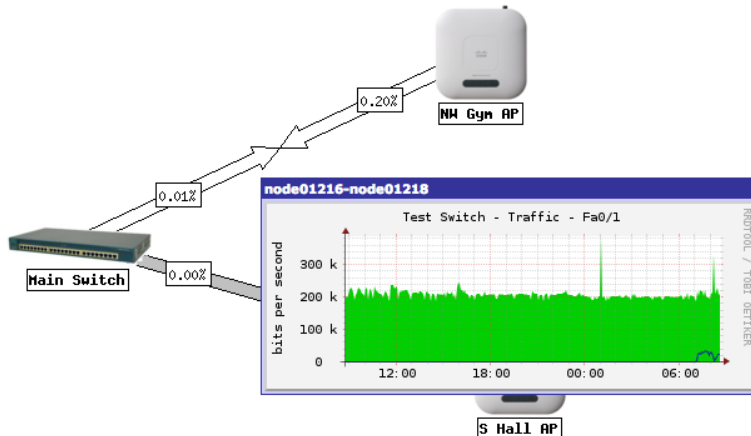 NW Gym AP
0.20%
0.01%
Main Switch
0.00%
node01216-node01218
Test Switch - Traffic - Fa0/1
bits per second
300 k
200 k
100 k
0
12:00
18:00
00:00
06:00
RRDTOOL / TOBI OETIKER
S Hall AP